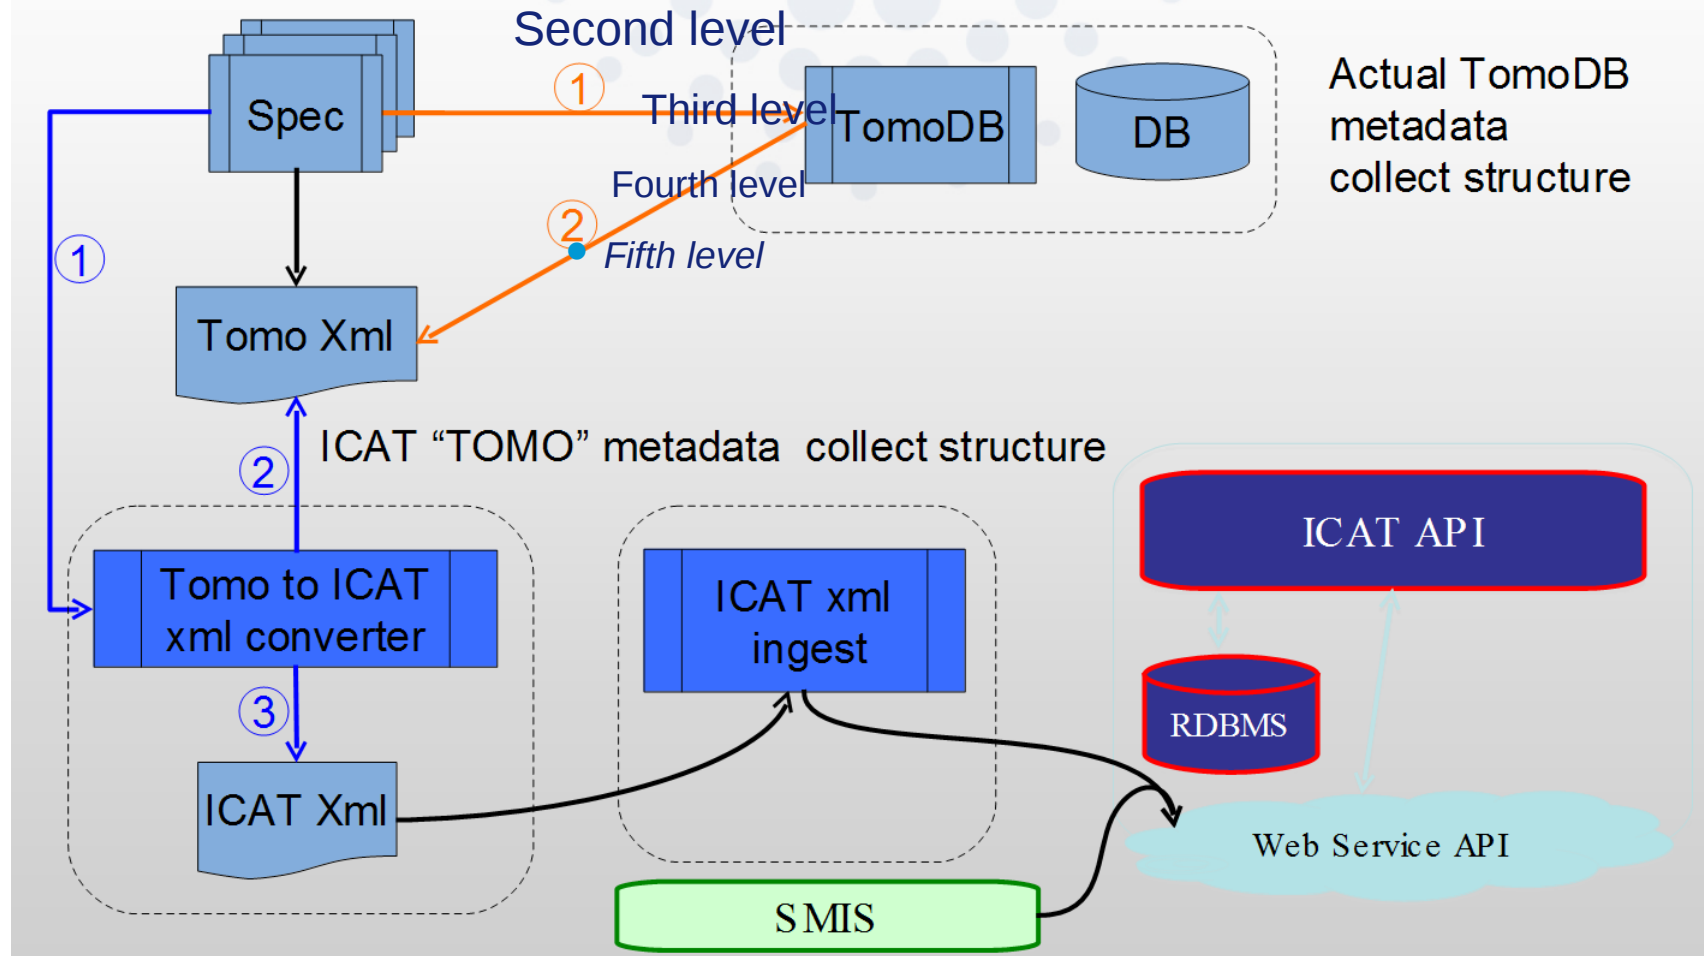 Second level
1
Spec
Third level
TomoDB
DB
Actual TomoDB
metadata
collect structure
Fourth level
2
Fifth level
1
Tomo Xml
ICAT “TOMO” metadata collect structure
2
Tomo to ICAT
xml converter
ICAT xml
ingest
ICAT API
3
RDBMS
ICAT Xml
Web Service API
SMIS